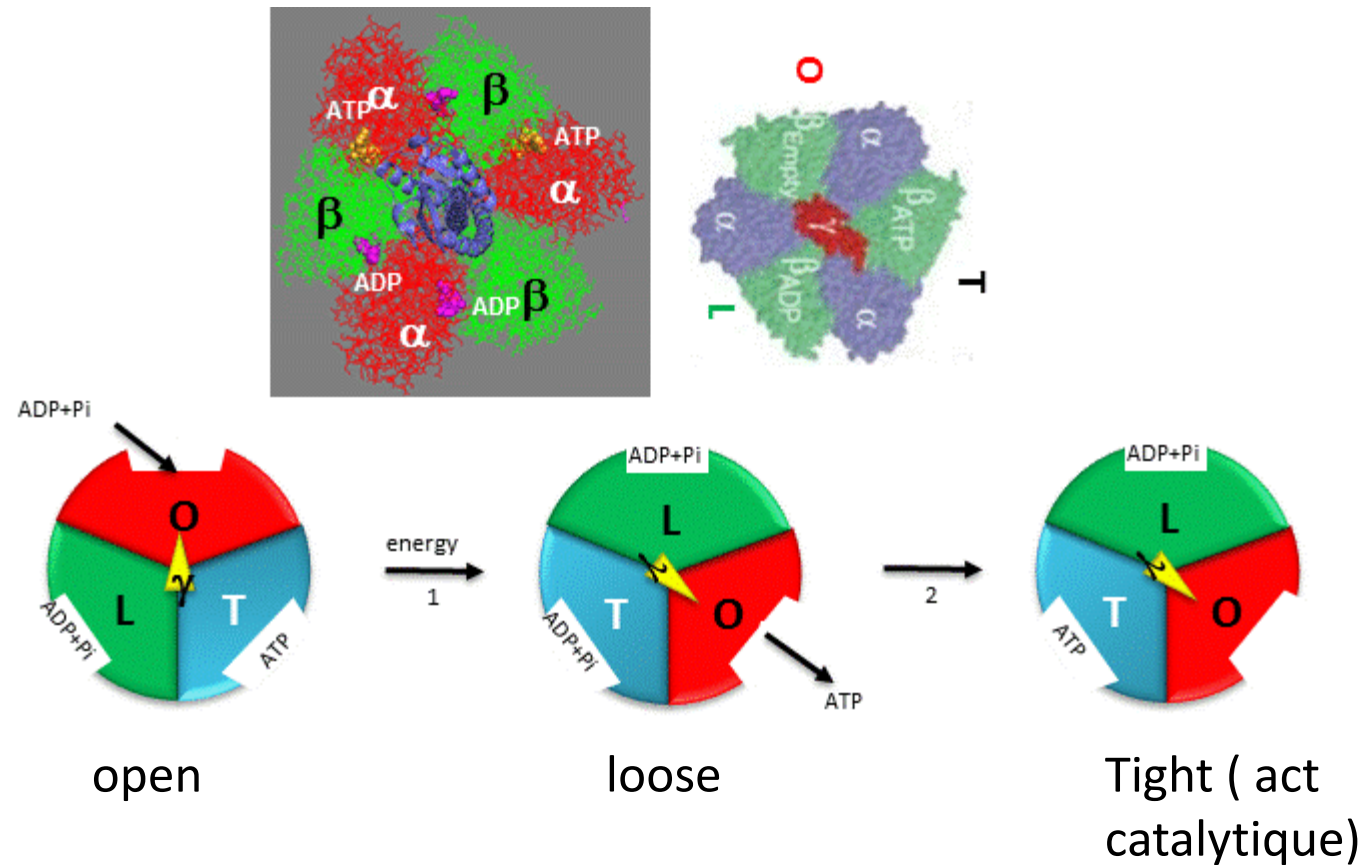 O
α
β
ATP
ATP
α
β
ADP
ADP
β
α
β
Empty
α
β
ATP
α
γ
β
ADP
α
T
L
ADP+Pi
O
γ
L
T
ADP+Pi
ATP
energy
1
ADP+Pi
L
γ
T
O
ADP+Pi
ATP
2
ADP+Pi
L
γ
T
O
ATP
open
loose
Tight ( act
catalytique)